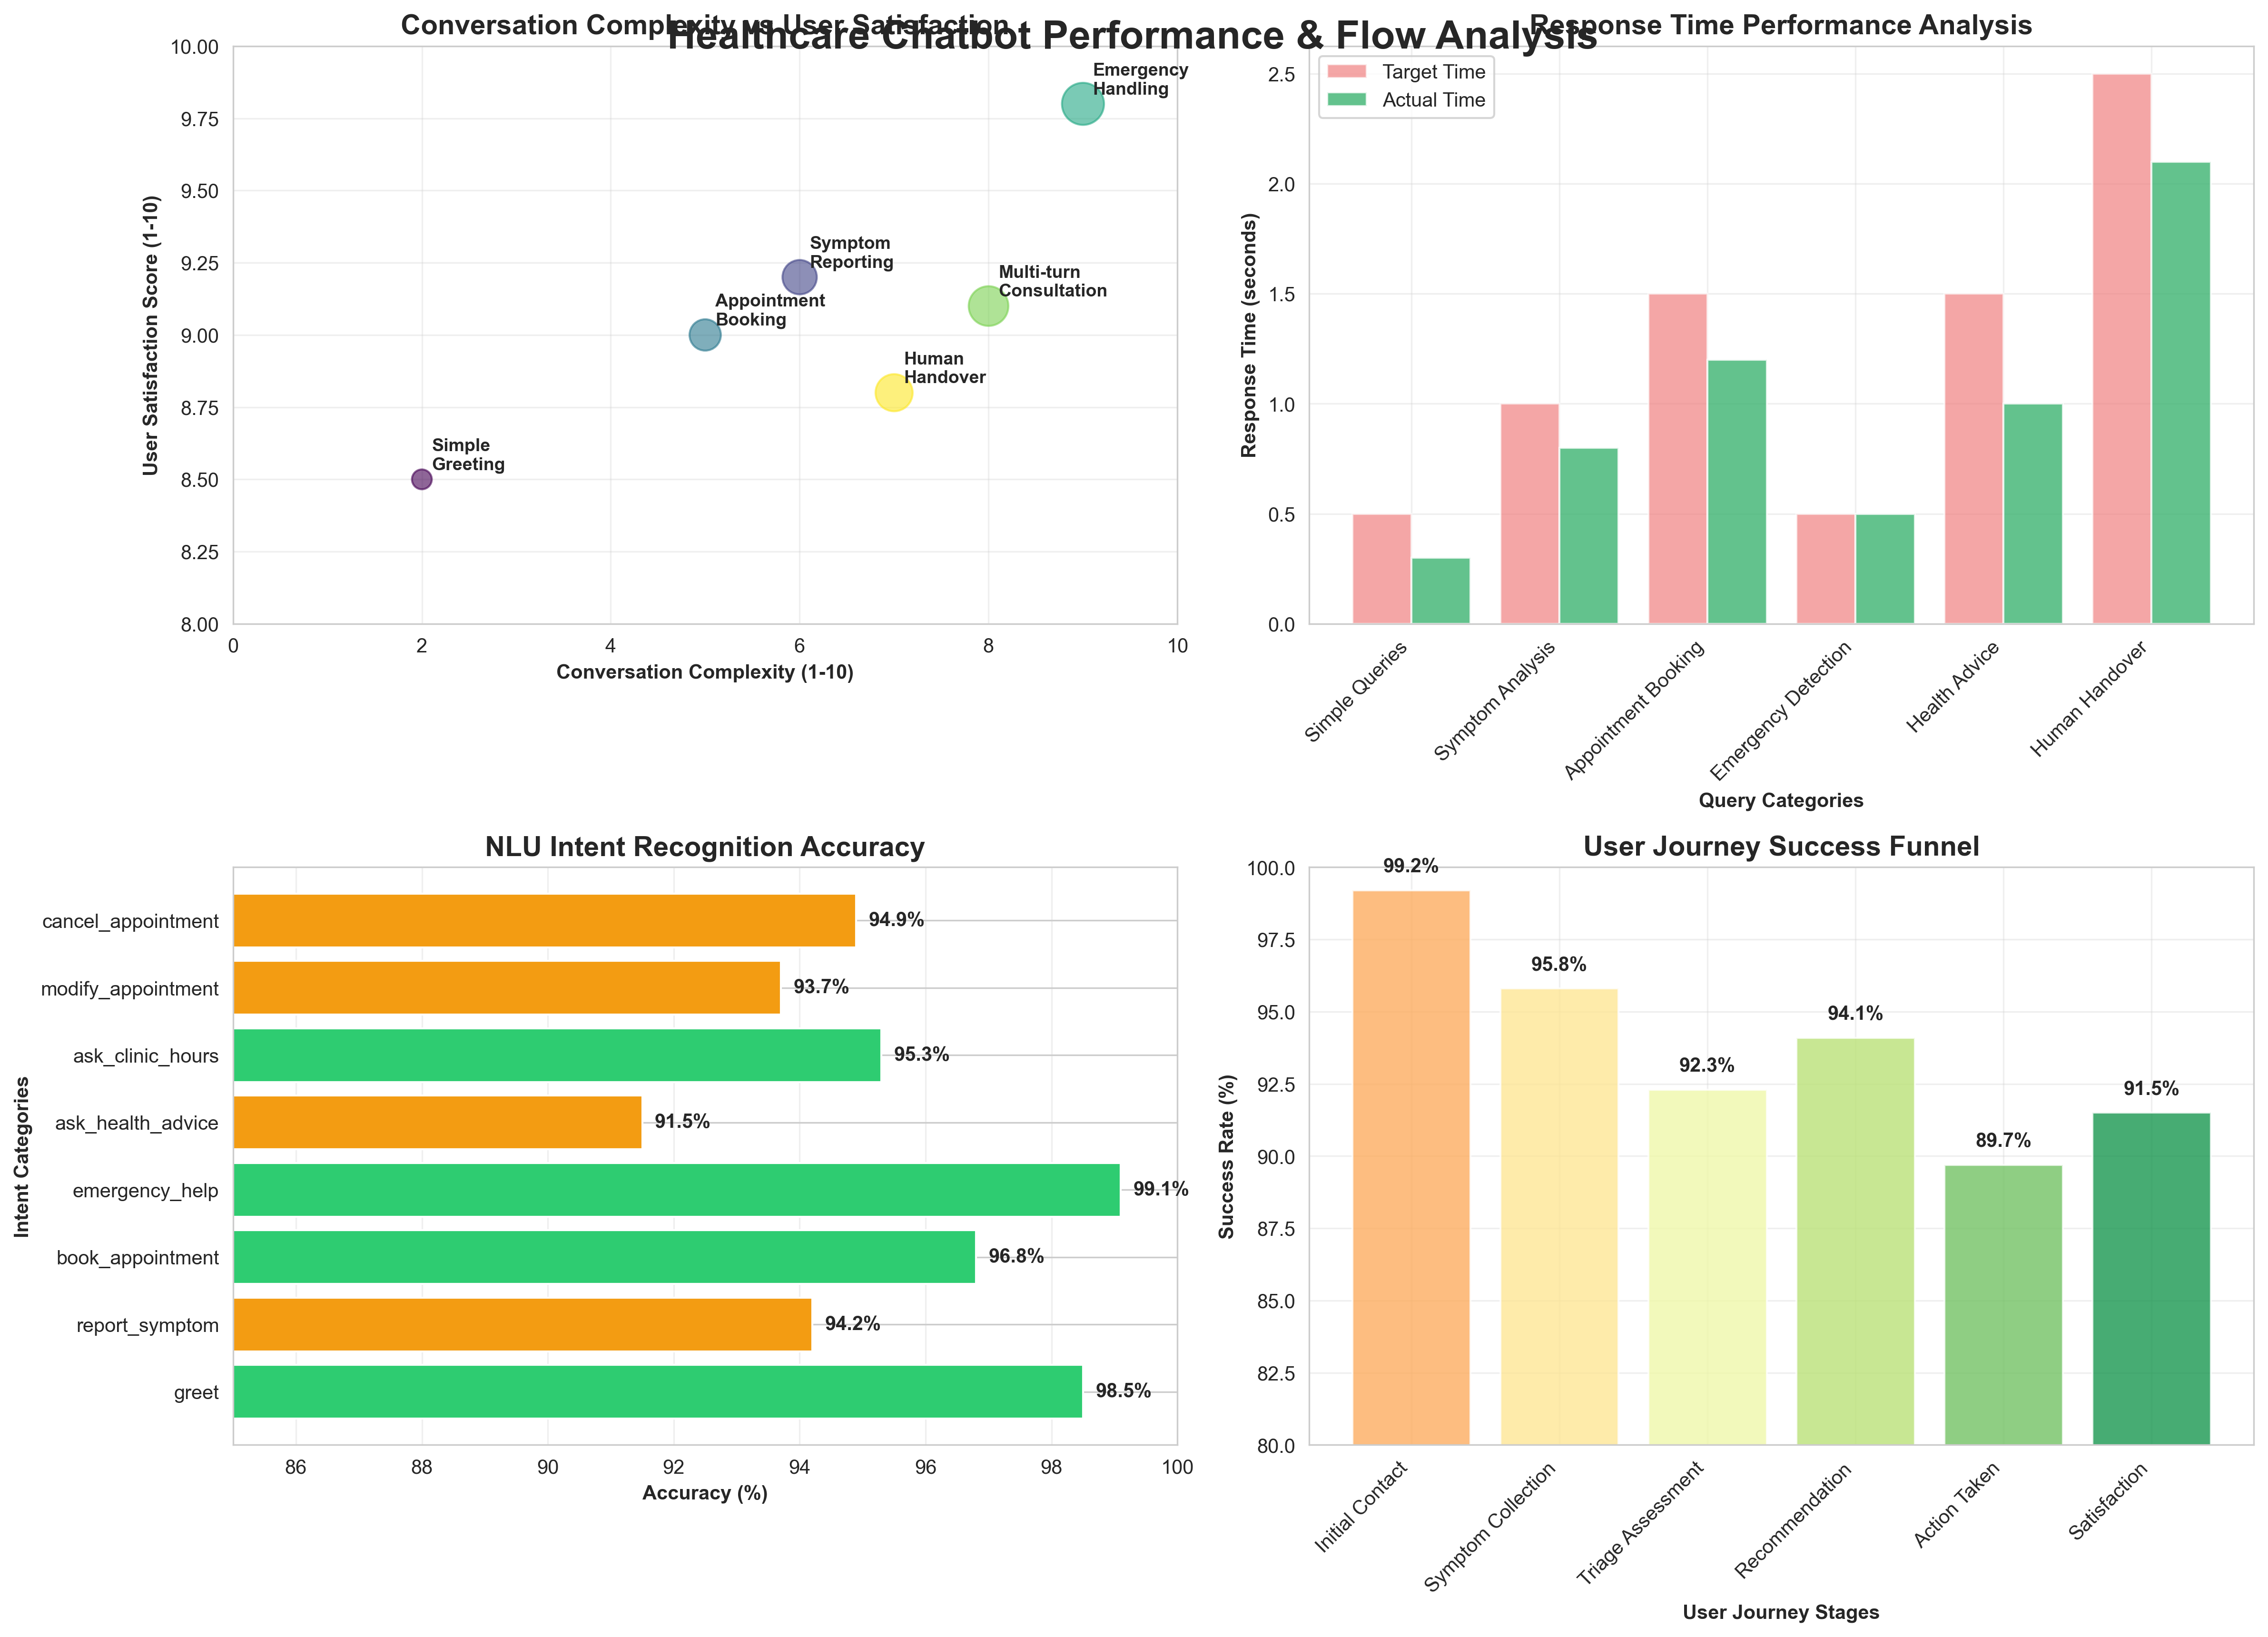 Healthcare Chatbot Performance & Flow Analysis
Conversation Complexity vs User Satisfaction
User Satisfaction Score (1-10)
10.00
9.75
9.50
9.25
9.00
8.75
8.50
8.25
8.00
Emergency
Handling
Symptom
Reporting
Multi-turn
Consultation
Appointment
Booking
Human
Handover
Simple
Greeting
0
2
4
6
8
10
Conversation Complexity (1-10)
Response Time Performance Analysis
Target Time
Actual Time
Response Time (seconds)
2.5
2.0
1.5
1.0
0.5
0.0
Simple Queries
Symptom Analysis
Appointment Booking
Emergency Detection
Health Advice
Human Handover
Query Categories
NLU Intent Recognition Accuracy
Intent Categories
cancel_appointment
94.9%
modify_appointment
93.7%
ask_clinic_hours
95.3%
ask_health_advice
91.5%
emergency_help
99.1%
book_appointment
96.8%
report_symptom
94.2%
greet
98.5%
86
88
90
92
94
96
98
100
Accuracy (%)
User Journey Success Funnel
Success Rate (%)
100.0
97.5
95.0
92.5
90.0
87.5
85.0
82.5
80.0
99.2%
95.8%
92.3%
94.1%
89.7%
91.5%
Initial Contact
Symptom Collection
Triage Assessment
Recommendation
Action Taken
Satisfaction
User Journey Stages